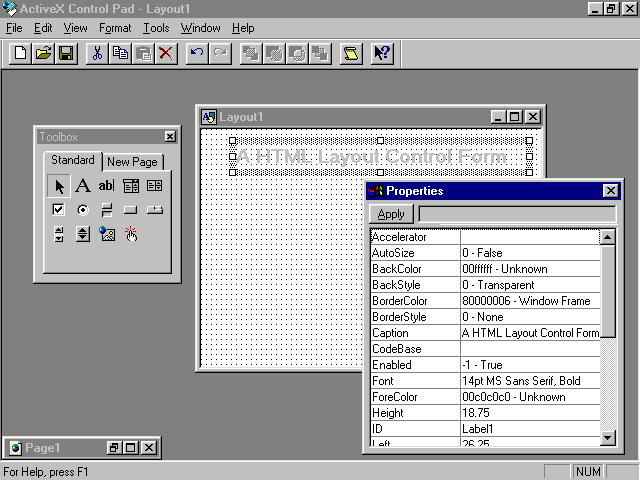 ActiveX Control Pad - Layout1
File Edit View Format Tools Window Help
Layout1
Toolbox
Standard New Page
A
ab
A HTML Layout Control Form
Properties
Apply
Accelerator
AutoSize 0 - False
BackColor 00ffffff - Unknown
BackStyle 0 - Transparent
BorderColor 80000006 - Window Frame
BorderStyle 0 - None
Caption A HTML Layout Control Form
CodeBase
Enabled -1 - True
Font 14pt MS Sans Serif, Bold
ForeColor 00c0c0c0 - Unknown
Height 18.75
ID Label1
Left 26.25
Page1
For Help, press F1 NUM